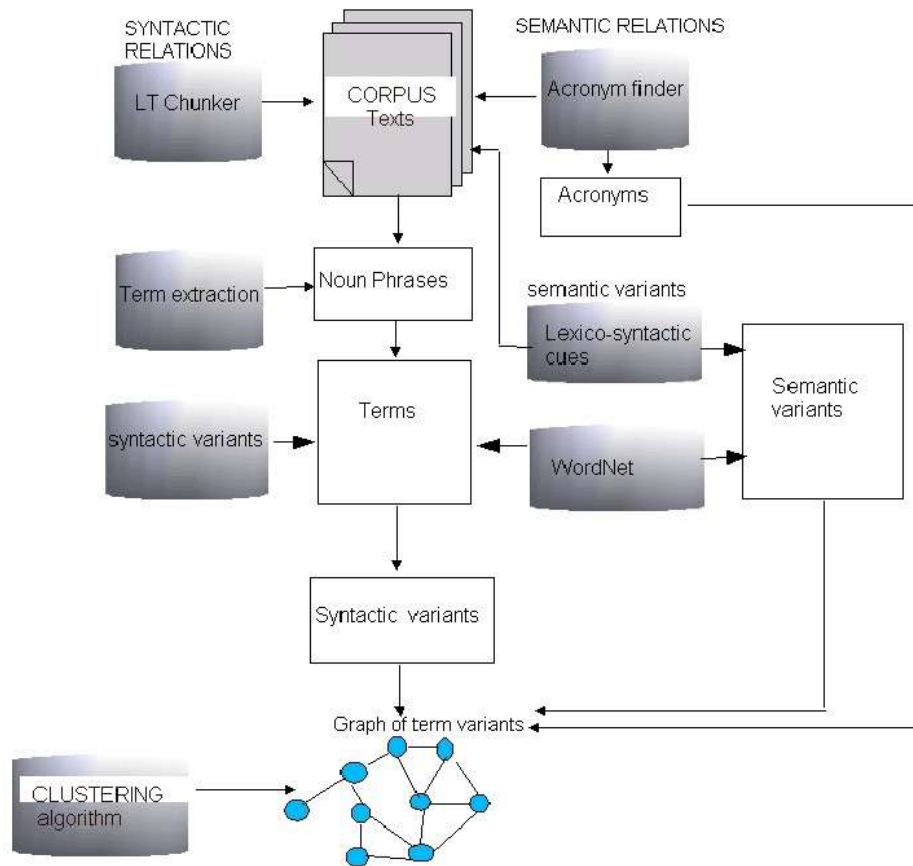 SYNTACTIC
RELATIONS
SEMANTIC RELATIONS
LT Chunker
CORPUS
Texts
Acronym finder
Acronyms
Term extraction
Noun Phrases
semantic variants
Lexico-syntactic
cues
Semantic
variants
Terms
syntactic variants
WordNet
Syntactic variants
Graph of term variants
CLUSTERING
algorithm